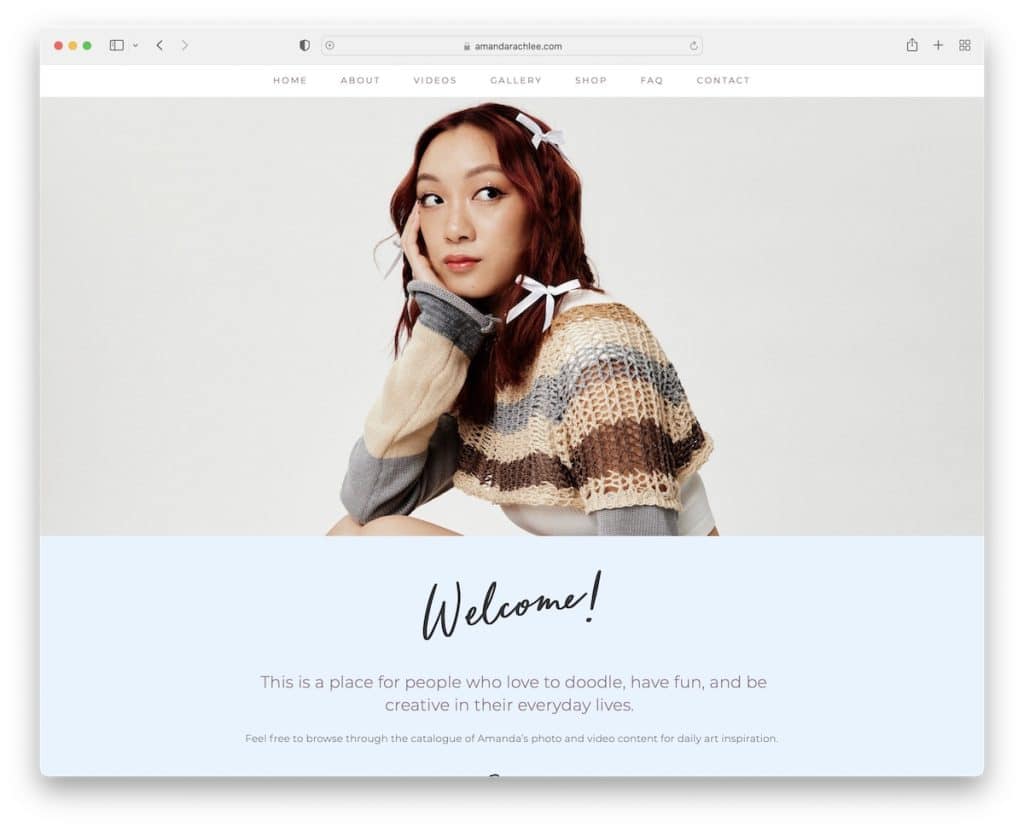 amandarachlee.com
HOME ABOUT VIDEOS GALLERY SHOP FAQ CONTACT
Welcome!
This is a place for people who love to doodle, have fun, and be
creative in their everyday lives.
Feel free to browse through the catalogue of Amanda's photo and video content for daily art inspiration.